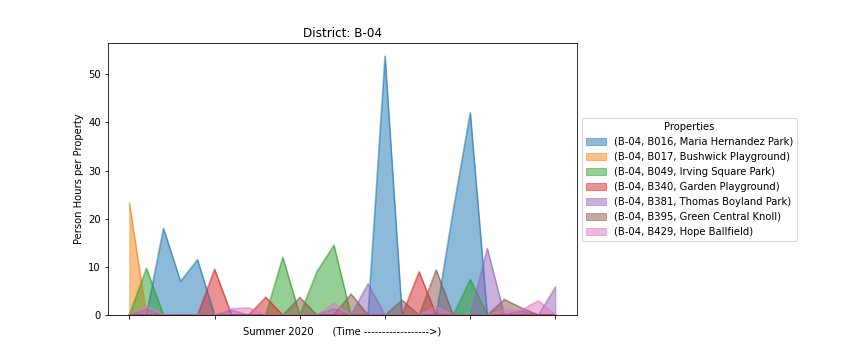 District: B-04
50
40
30
20
10
0
Person Hours per Property
Summer 2020 (Time ------------------>)
Properties
(B-04, B016, Maria Hernandez Park)
(B-04, B017, Bushwick Playground)
(B-04, B049, Irving Square Park)
(B-04, B340, Garden Playground)
(B-04, B381, Thomas Boyland Park)
(B-04, B395, Green Central Knoll)
(B-04, B429, Hope Ballfield)